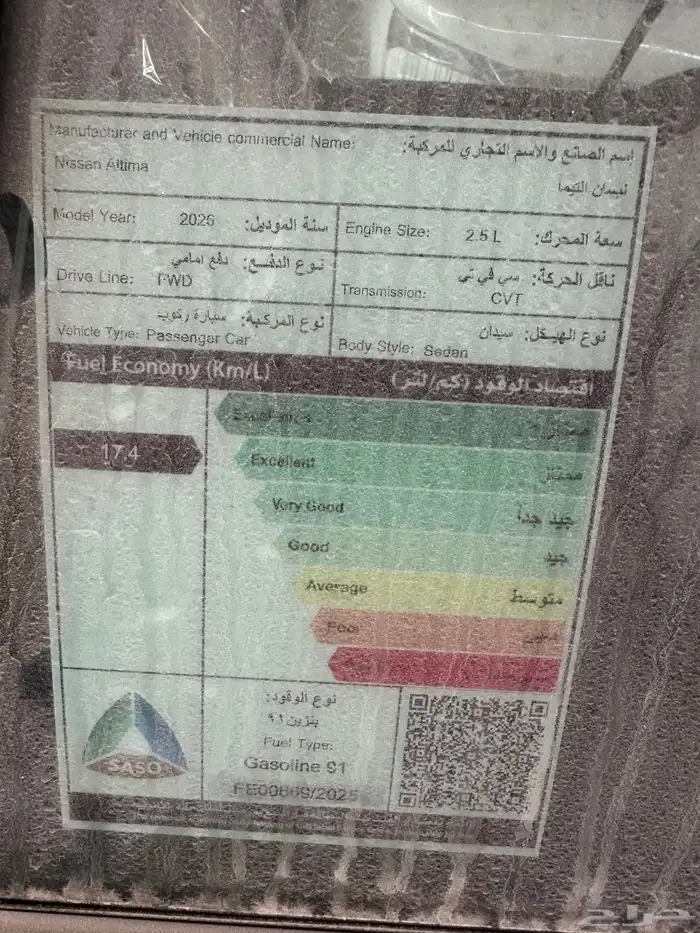 Manufacturer and Vehicle commercial Name:
اسم الصانع والاسم التجاري للمركبة:
Nissan Altima
نيسان التيما
Model Year: 2026 سنة الموديل:
Engine Size: 2.5 L سعة المحرك:
نوع الدفع: دفع امامي
Drive Line: FWD
ناقل الحركة: سي في تي
Transmission: CVT
نوع المركبة: سيارة ركوب
Vehicle Type: Passenger Car
نوع الهيكل: سيدان
Body Style: Sedan
Fuel Economy (Km/L)
اقتصاد الوقود (كم/لتر)
17.4
Excellent ممتاز
Very Good جيد جداً
Good جيد
Average متوسط
Poor
SASO
نوع الوقود:
بنزين ٩١
Fuel Type:
Gasoline 91
FE00669/2025
حراج